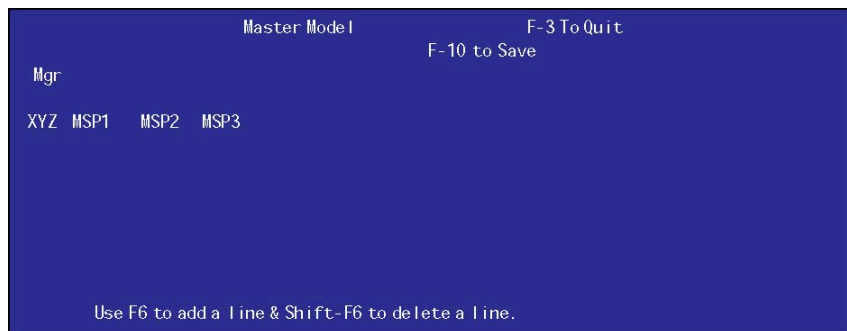 Master Model F-3 To Quit
F-10 to Save
Mgr
XYZ MSP1 MSP2 MSP3
Use F6 to add a line & Shift-F6 to delete a line.